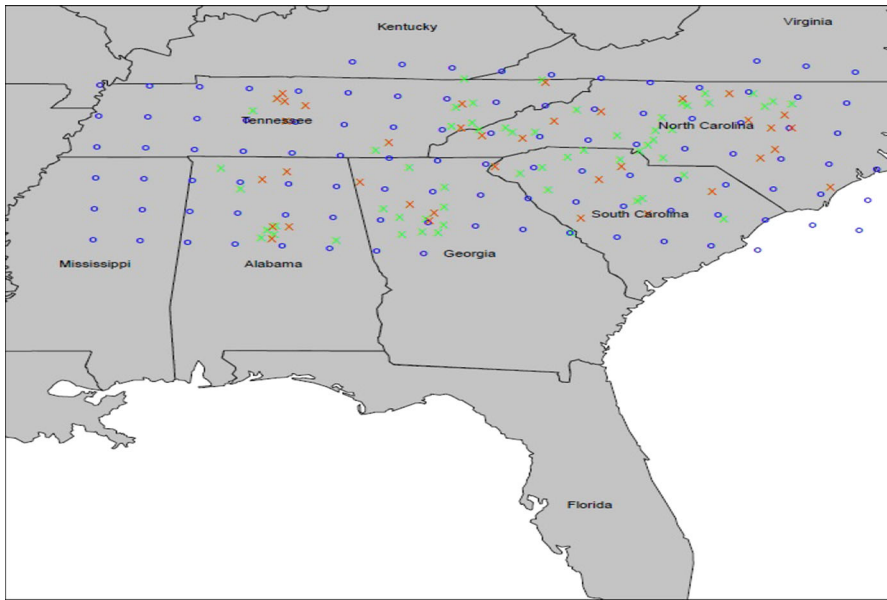 Virginia
Kentucky
Tennessee
North Carolina
South Carolina
Mississippi
Alabama
Georgia
Florida